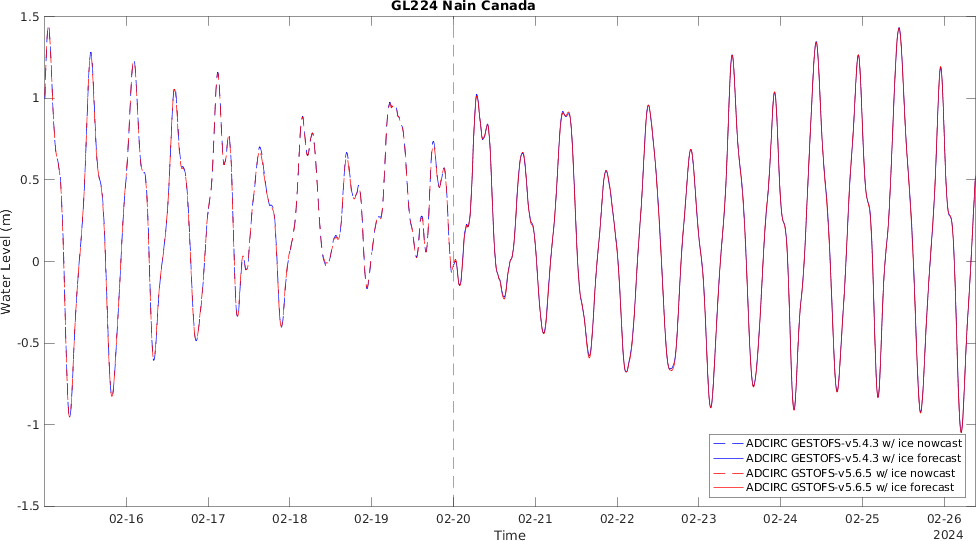 GL224 Nain Canada
1.5
1
0.5
0
-0.5
-1
-1.5
Water Level (m)
ADCIRC GESTOFS-v5.4.3 w/ ice nowcast
ADCIRC GESTOFS-v5.4.3 w/ ice forecast
ADCIRC GSTOFS-v5.6.5 w/ ice nowcast
ADCIRC GSTOFS-v5.6.5 w/ ice forecast
02-16 02-17 02-18 02-19 02-20 02-21 02-22 02-23 02-24 02-25 02-26
Time 2024